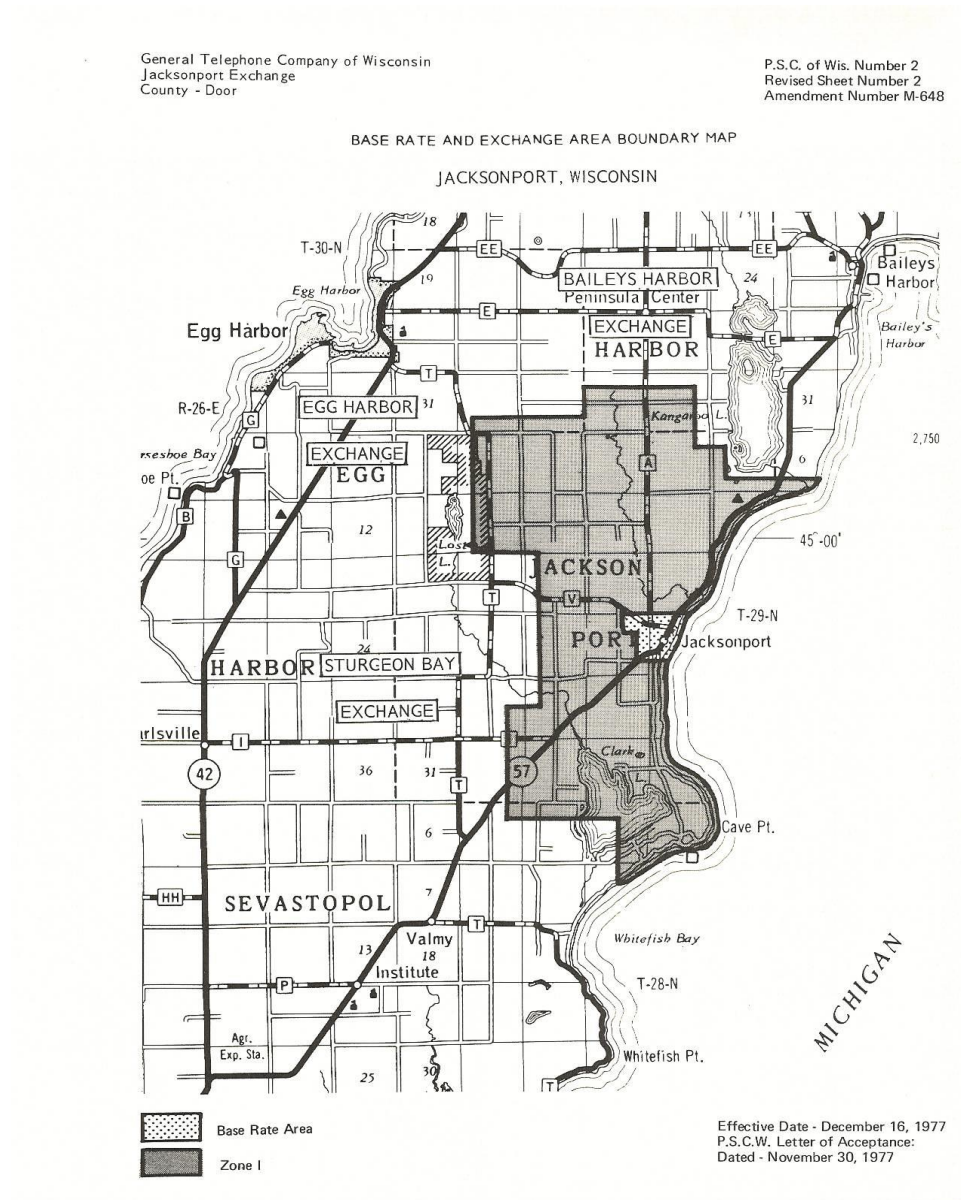 General Telephone Company of Wisconsin
Jacksonport Exchange
County - Door
P.S.C. of Wis. Number 2
Revised Sheet Number 2
Amendment Number M-648
BASE RATE AND EXCHANGE AREA BOUNDARY MAP
JACKSONPORT, WISCONSIN
18
T-30-N
EE
EE
Baileys
Harbor
19
BAILEYS HARBOR
24
Egg Harbor
Peninsula Center
E
EXCHANGE
Egg Harbor
HARBOR
E
Bailey's
Harbor
T
R-26-E
EGG HARBOR
31
Kangaroo L.
31
G
2,750
EXCHANGE
rseshoe Bay
EGG
A
6
oe Pt.
B
12
Lost
L.
45°-00'
G
JACKSON
T
V
T-29-N
PORT
Jacksonport
24
HARBOR
STURGEON BAY
EXCHANGE
arlsville
I
Clark
L.
42
36
31
57
T
Cave Pt.
6
HH
SEVASTOPOL
7
T
Valmy
Whitefish Bay
13
18
Institute
P
T-28-N
MICHIGAN
Agr.
Exp. Sta.
Whitefish Pt.
25
30
T
Base Rate Area
Zone I
Effective Date - December 16, 1977
P.S.C.W. Letter of Acceptance:
Dated - November 30, 1977